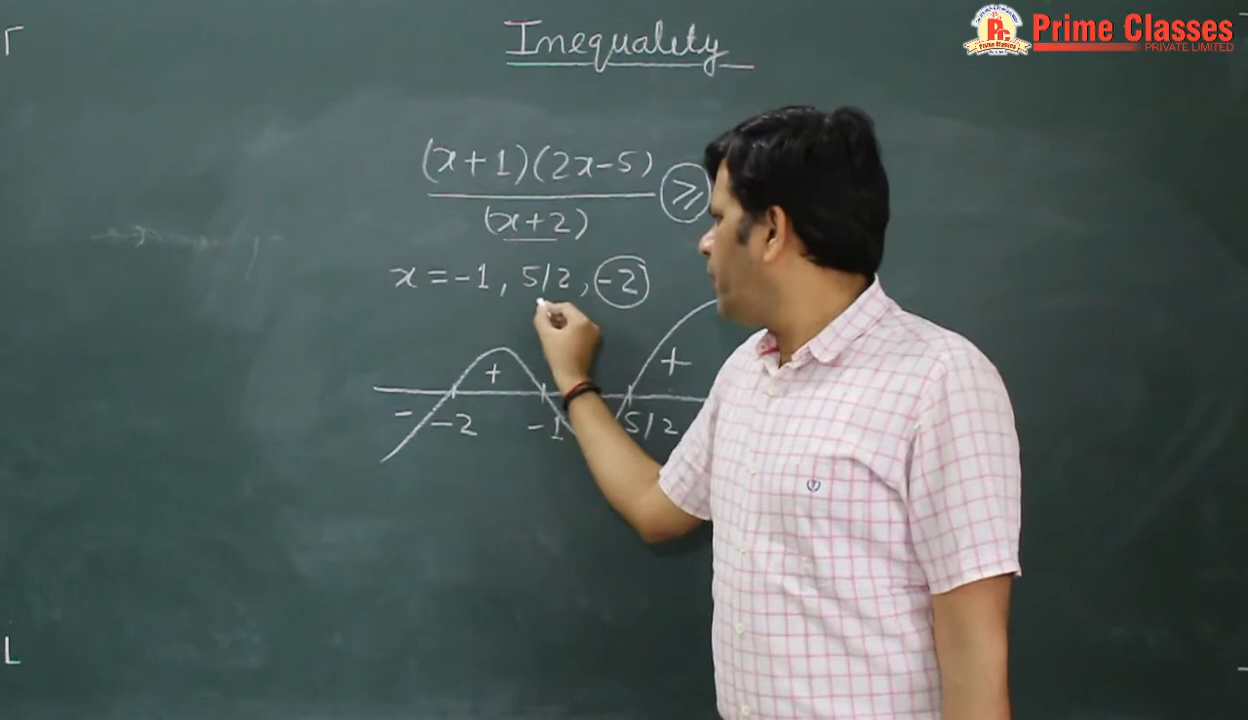 Prime Classes
PRIVATE LIMITED
Inequality
(x+1)(2x-5)
(x+2)
≥
x = -1, 5/2, -2
+ +
- -2 -1 5/2